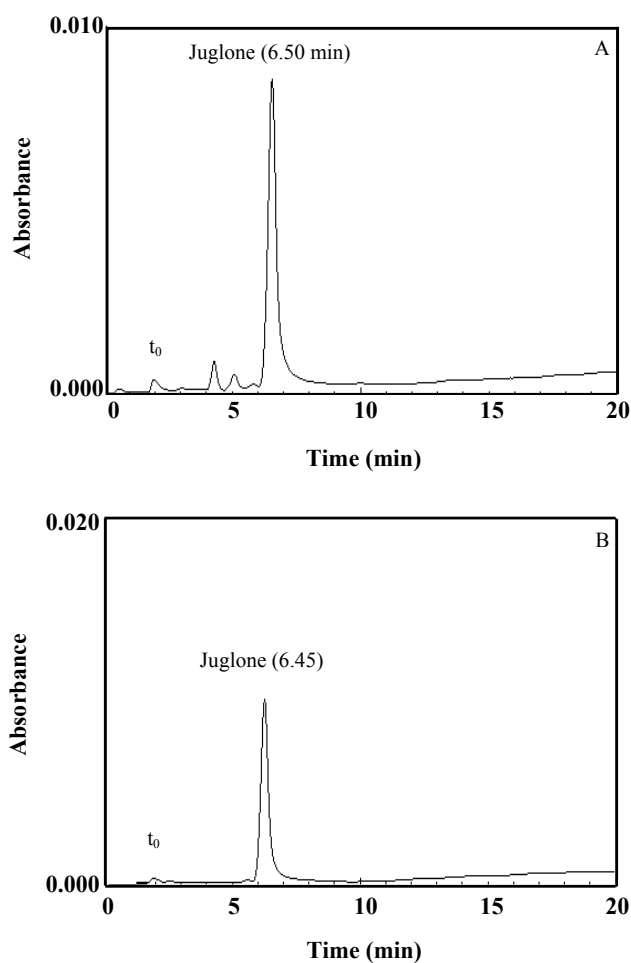 0.010
A
Juglone (6.50 min)
Absorbance
t₀
0.000
0 5 10 15 20
Time (min)
0.020
B
Juglone (6.45)
Absorbance
t₀
0.000
0 5 10 15 20
Time (min)